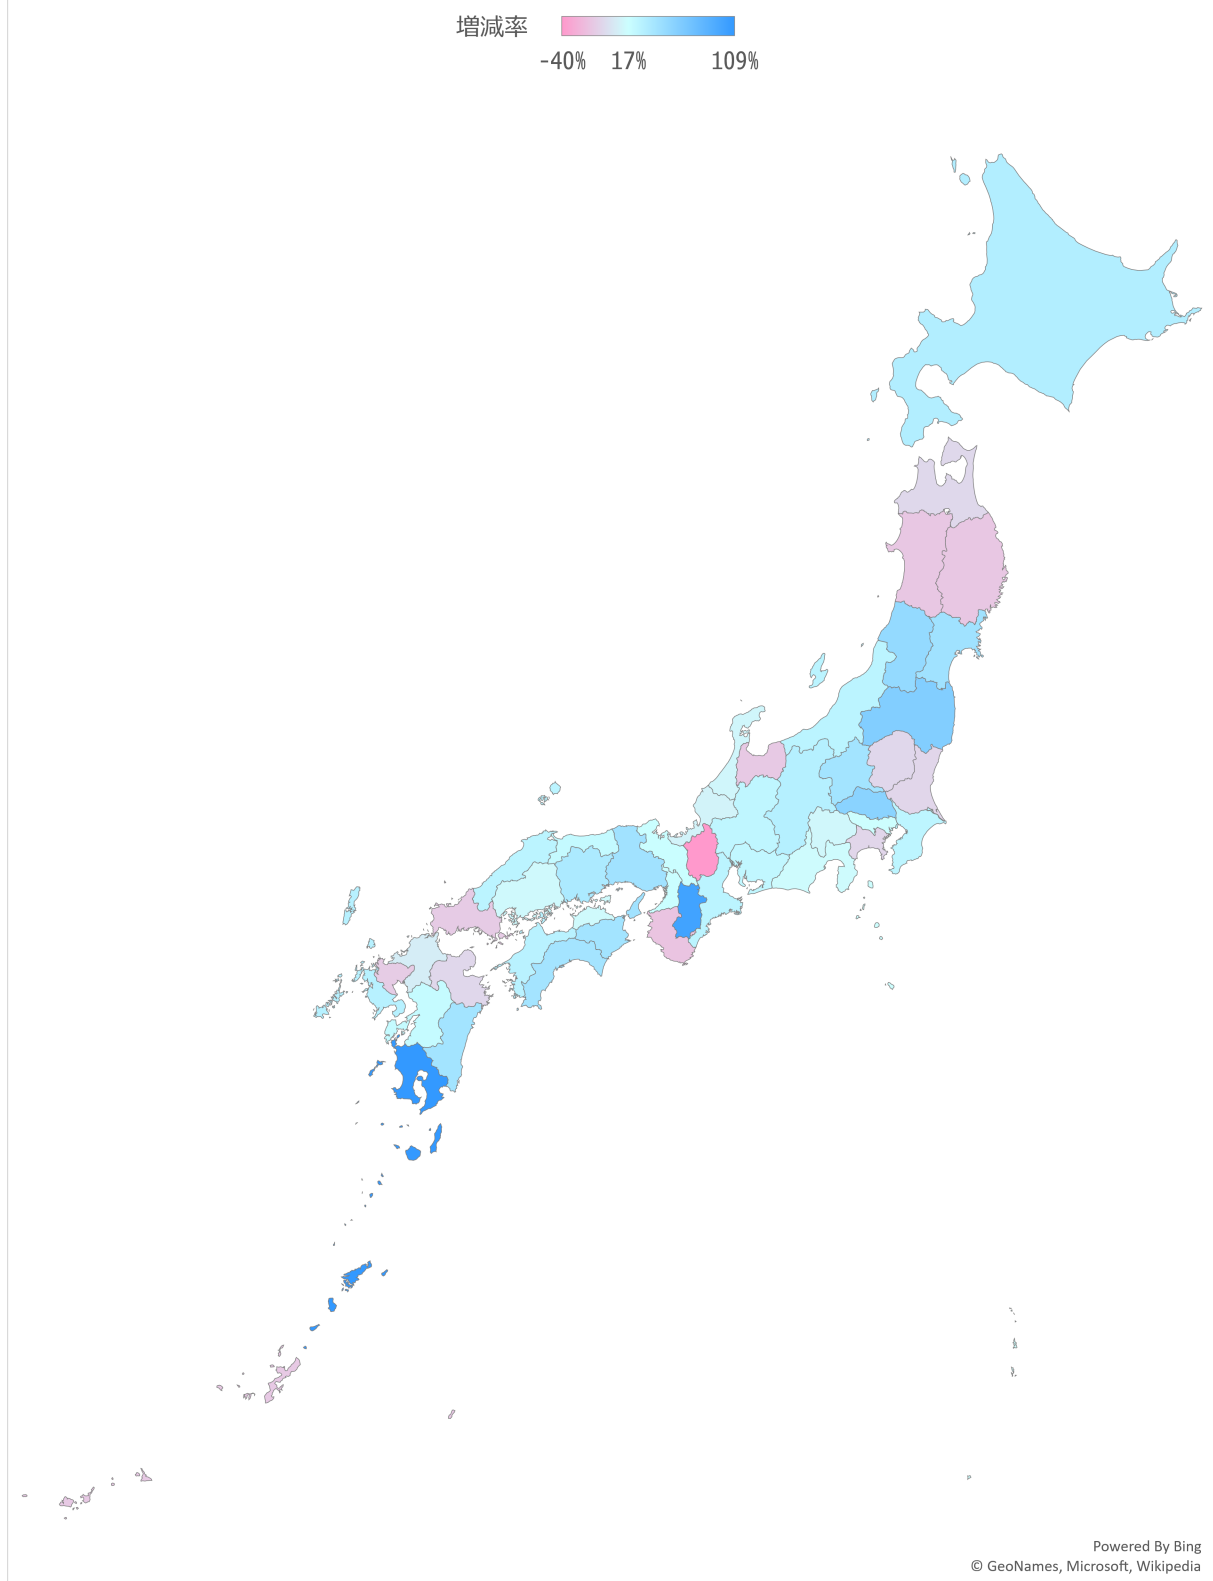 増減率
-40% 17% 109%
Powered By Bing
© GeoNames, Microsoft, Wikipedia